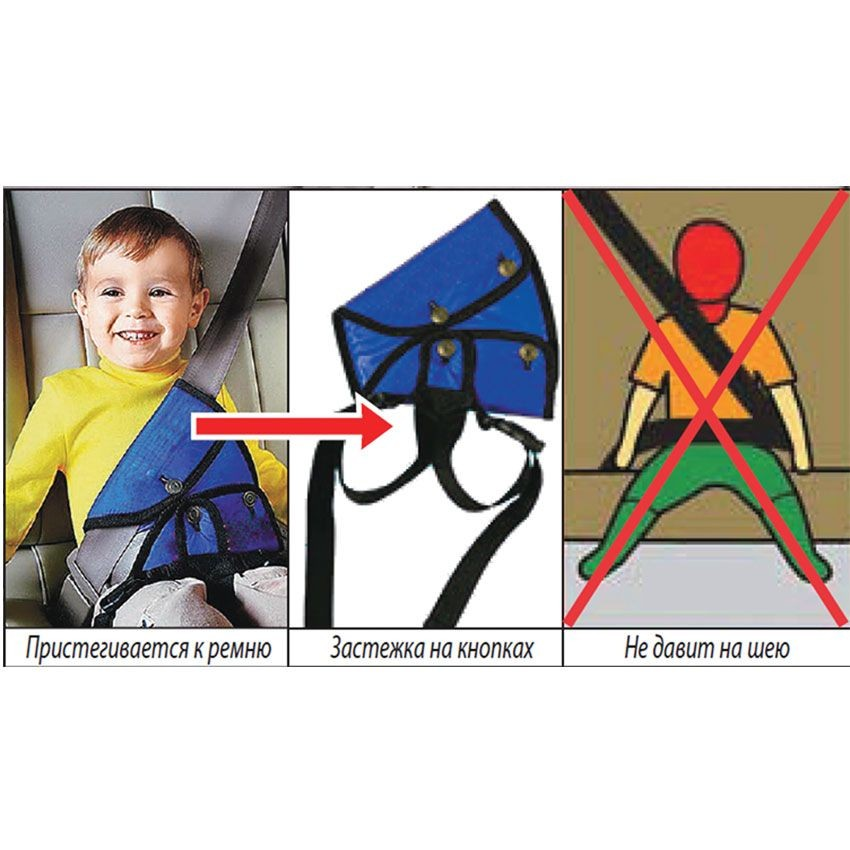 Пристегивается к ремню
Застежка на кнопках
Не давит на шею